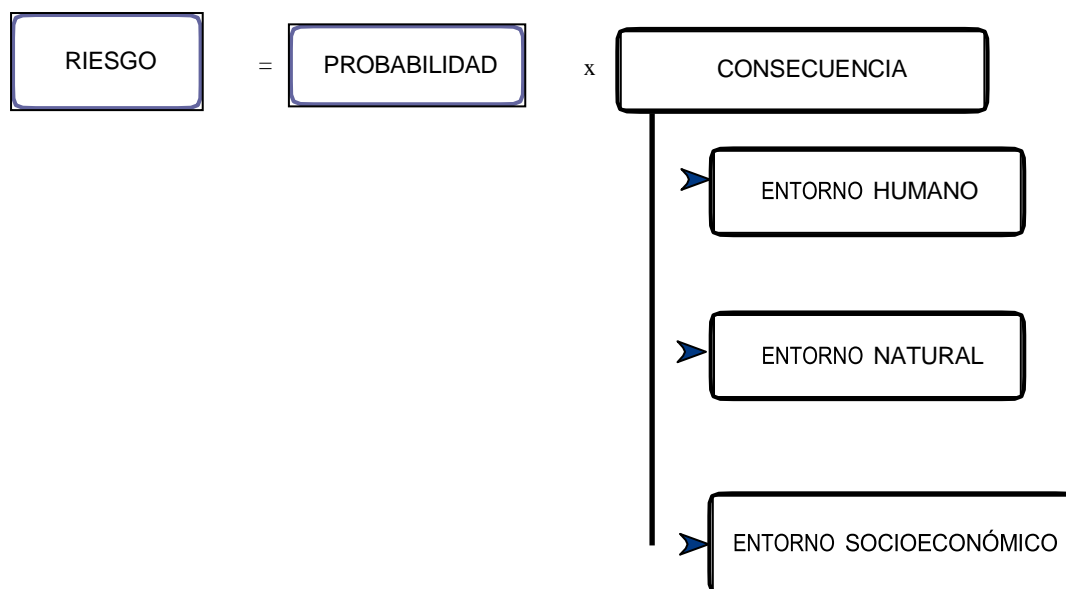 RIESGO = PROBABILIDAD x CONSECUENCIA
ENTORNO HUMANO
ENTORNO NATURAL
ENTORNO SOCIOECONÓMICO